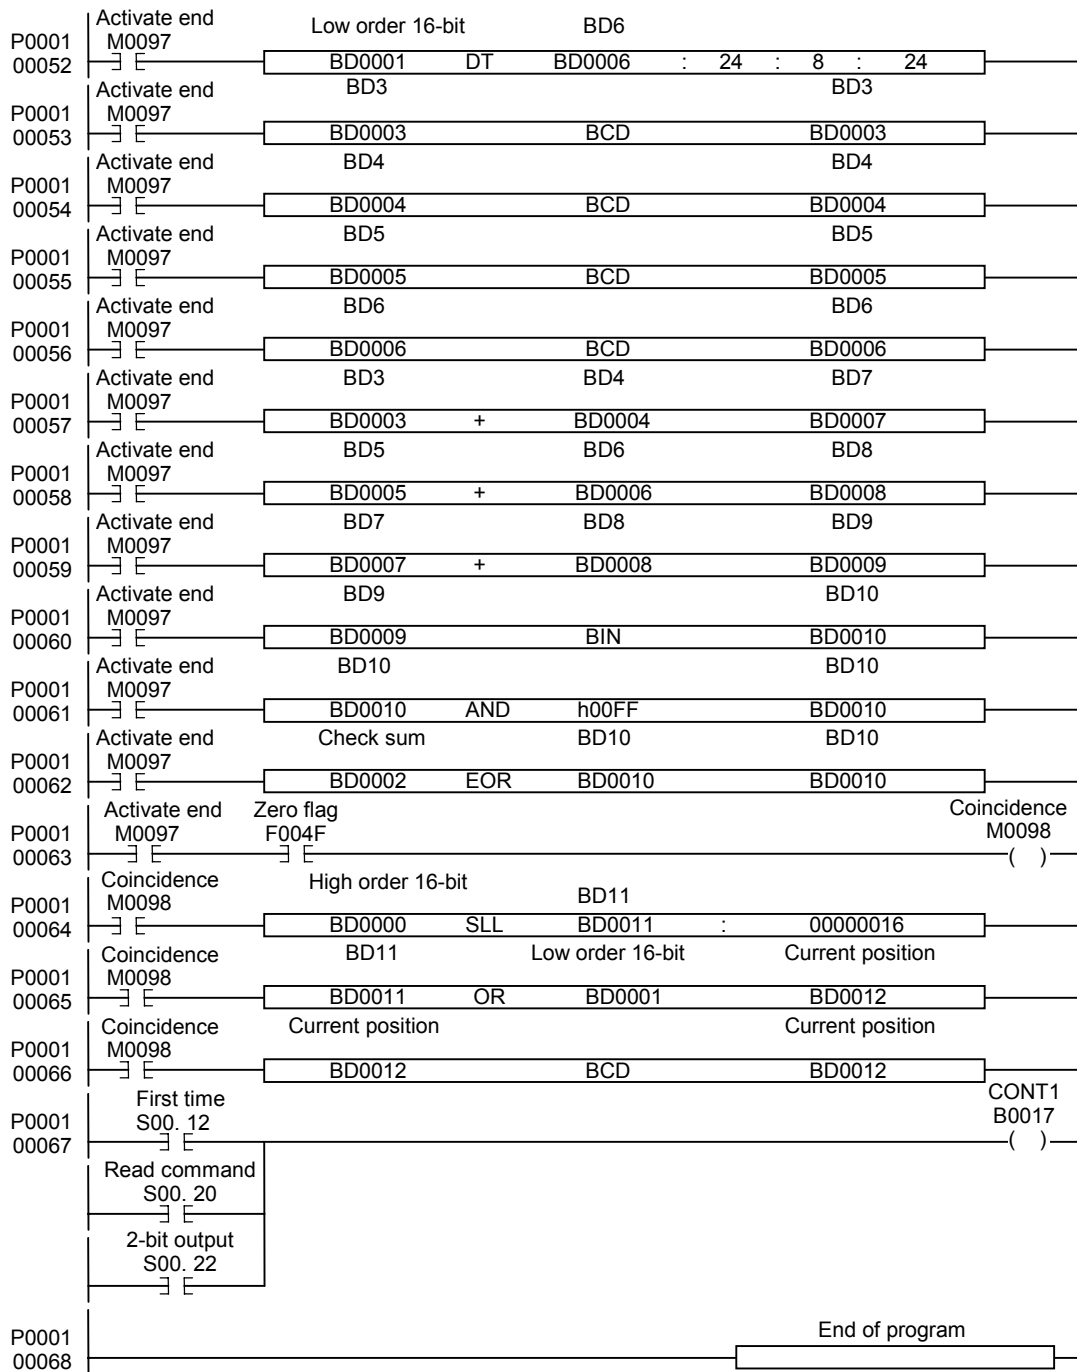 Activate end
Low order 16-bit BD6
P0001 M0097
00052 BD0001 DT BD0006 : 24 : 8 : 24
Activate end BD3 BD3
P0001 M0097
00053 BD0003 BCD BD0003
Activate end BD4 BD4
P0001 M0097
00054 BD0004 BCD BD0004
Activate end BD5 BD5
P0001 M0097
00055 BD0005 BCD BD0005
Activate end BD6 BD6
P0001 M0097
00056 BD0006 BCD BD0006
Activate end BD3 BD4 BD7
P0001 M0097
00057 BD0003 + BD0004 BD0007
Activate end BD5 BD6 BD8
P0001 M0097
00058 BD0005 + BD0006 BD0008
Activate end BD7 BD8 BD9
P0001 M0097
00059 BD0007 + BD0008 BD0009
Activate end BD9 BD10
P0001 M0097
00060 BD0009 BIN BD0010
Activate end BD10 BD10
P0001 M0097
00061 BD0010 AND h00FF BD0010
Activate end Check sum BD10 BD10
P0001 M0097
00062 BD0002 EOR BD0010 BD0010
Activate end Zero flag Coincidence
P0001 M0097 F004F M0098
00063 ( )
Coincidence High order 16-bit BD11
P0001 M0098
00064 BD0000 SLL BD0011 : 00000016
Coincidence BD11 Low order 16-bit Current position
P0001 M0098
00065 BD0011 OR BD0001 BD0012
Coincidence Current position Current position
P0001 M0098
00066 BD0012 BCD BD0012
First time CONT1
P0001 S00. 12 B0017
00067 ( )
Read command
S00. 20
2-bit output
S00. 22
P0001 End of program
00068